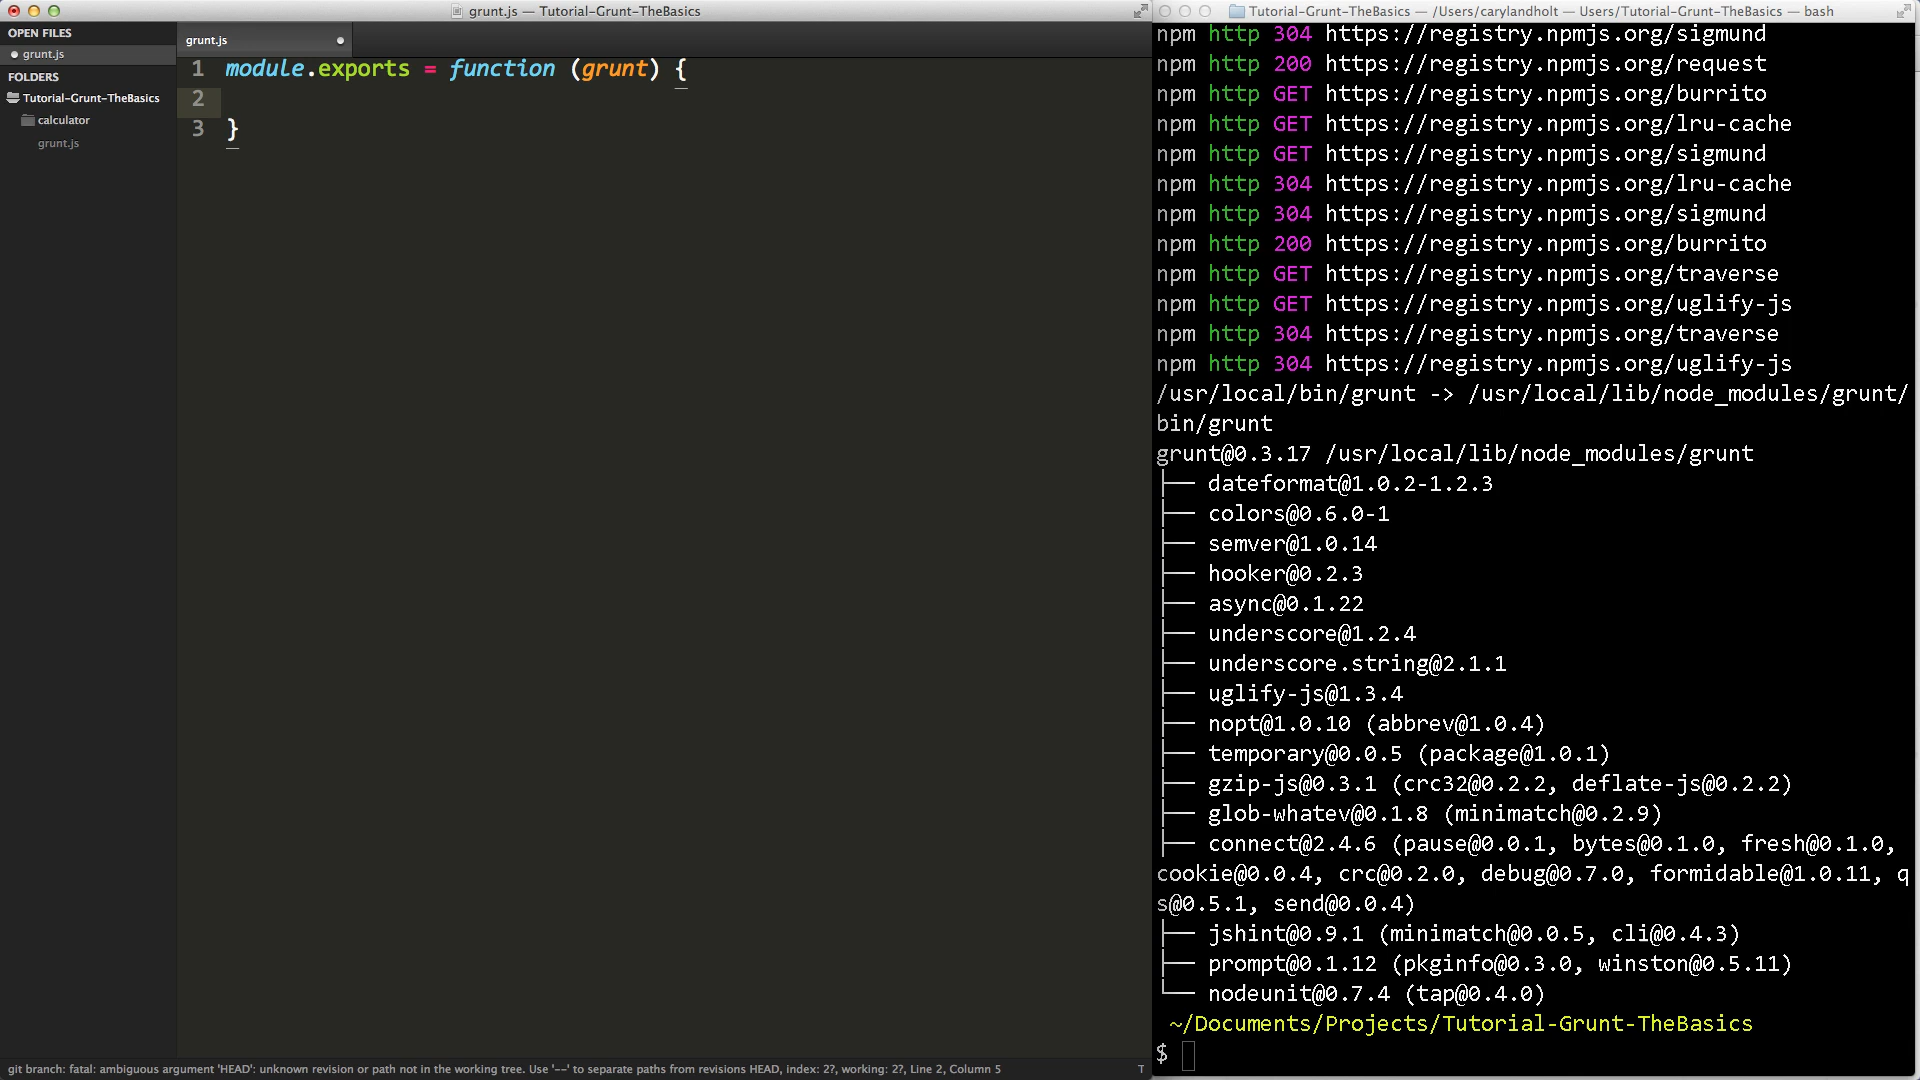 grunt.js — Tutorial-Grunt-TheBasics
OPEN FILES
grunt.js
FOLDERS
Tutorial-Grunt-TheBasics
calculator
grunt.js
grunt.js
1 module.exports = function (grunt) {
2
3 }
git branch: fatal: ambiguous argument 'HEAD': unknown revision or path not in the working tree. Use '--' to separate paths from revisions HEAD, index: 2?, working: 2?, Line 2, Column 5
T
Tutorial-Grunt-TheBasics — /Users/carylandholt — Users/Tutorial-Grunt-TheBasics — bash
npm http 304 https://registry.npmjs.org/sigmund
npm http 200 https://registry.npmjs.org/request
npm http GET https://registry.npmjs.org/burrito
npm http GET https://registry.npmjs.org/lru-cache
npm http GET https://registry.npmjs.org/sigmund
npm http 304 https://registry.npmjs.org/lru-cache
npm http 304 https://registry.npmjs.org/sigmund
npm http 200 https://registry.npmjs.org/burrito
npm http GET https://registry.npmjs.org/traverse
npm http GET https://registry.npmjs.org/uglify-js
npm http 304 https://registry.npmjs.org/traverse
npm http 304 https://registry.npmjs.org/uglify-js
/usr/local/bin/grunt -> /usr/local/lib/node_modules/grunt/
bin/grunt
grunt@0.3.17 /usr/local/lib/node_modules/grunt
├── dateformat@1.0.2-1.2.3
├── colors@0.6.0-1
├── semver@1.0.14
├── hooker@0.2.3
├── async@0.1.22
├── underscore@1.2.4
├── underscore.string@2.1.1
├── uglify-js@1.3.4
├── nopt@1.0.10 (abbrev@1.0.4)
├── temporary@0.0.5 (package@1.0.1)
├── gzip-js@0.3.1 (crc32@0.2.2, deflate-js@0.2.2)
├── glob-whatev@0.1.8 (minimatch@0.2.9)
├── connect@2.4.6 (pause@0.0.1, bytes@0.1.0, fresh@0.1.0,
cookie@0.0.4, crc@0.2.0, debug@0.7.0, formidable@1.0.11, q
s@0.5.1, send@0.0.4)
├── jshint@0.9.1 (minimatch@0.0.5, cli@0.4.3)
├── prompt@0.1.12 (pkginfo@0.3.0, winston@0.5.11)
└── nodeunit@0.7.4 (tap@0.4.0)
~/Documents/Projects/Tutorial-Grunt-TheBasics
$